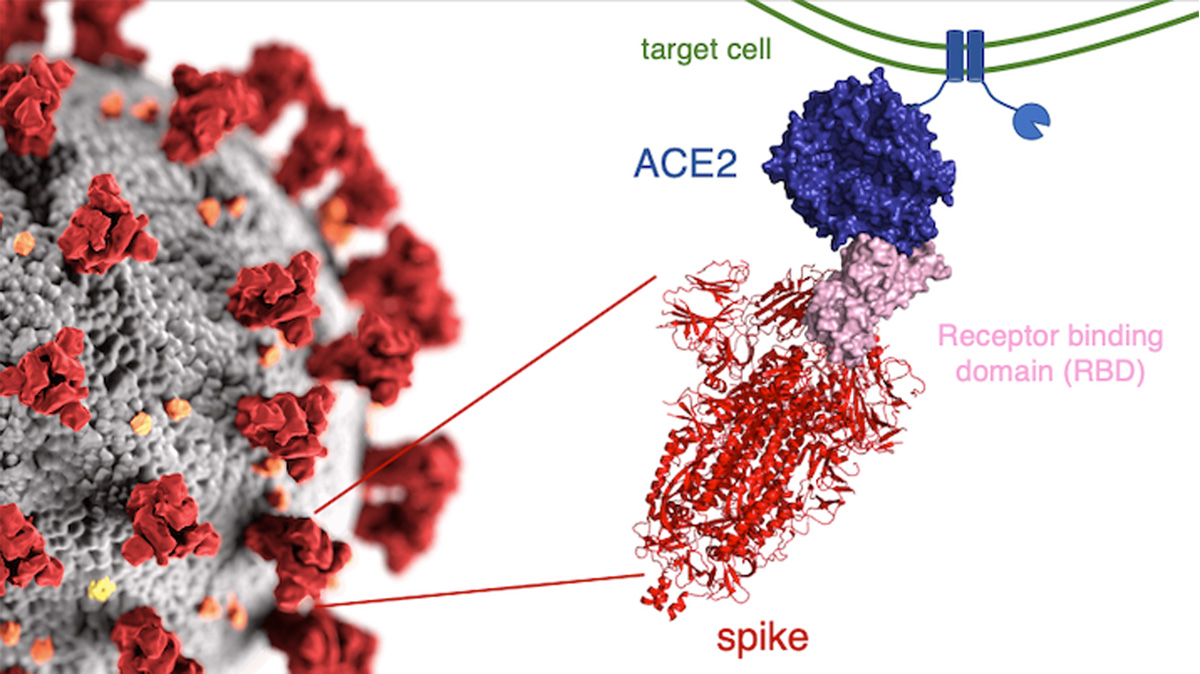 target cell
ACE2
Receptor binding
domain (RBD)
spike